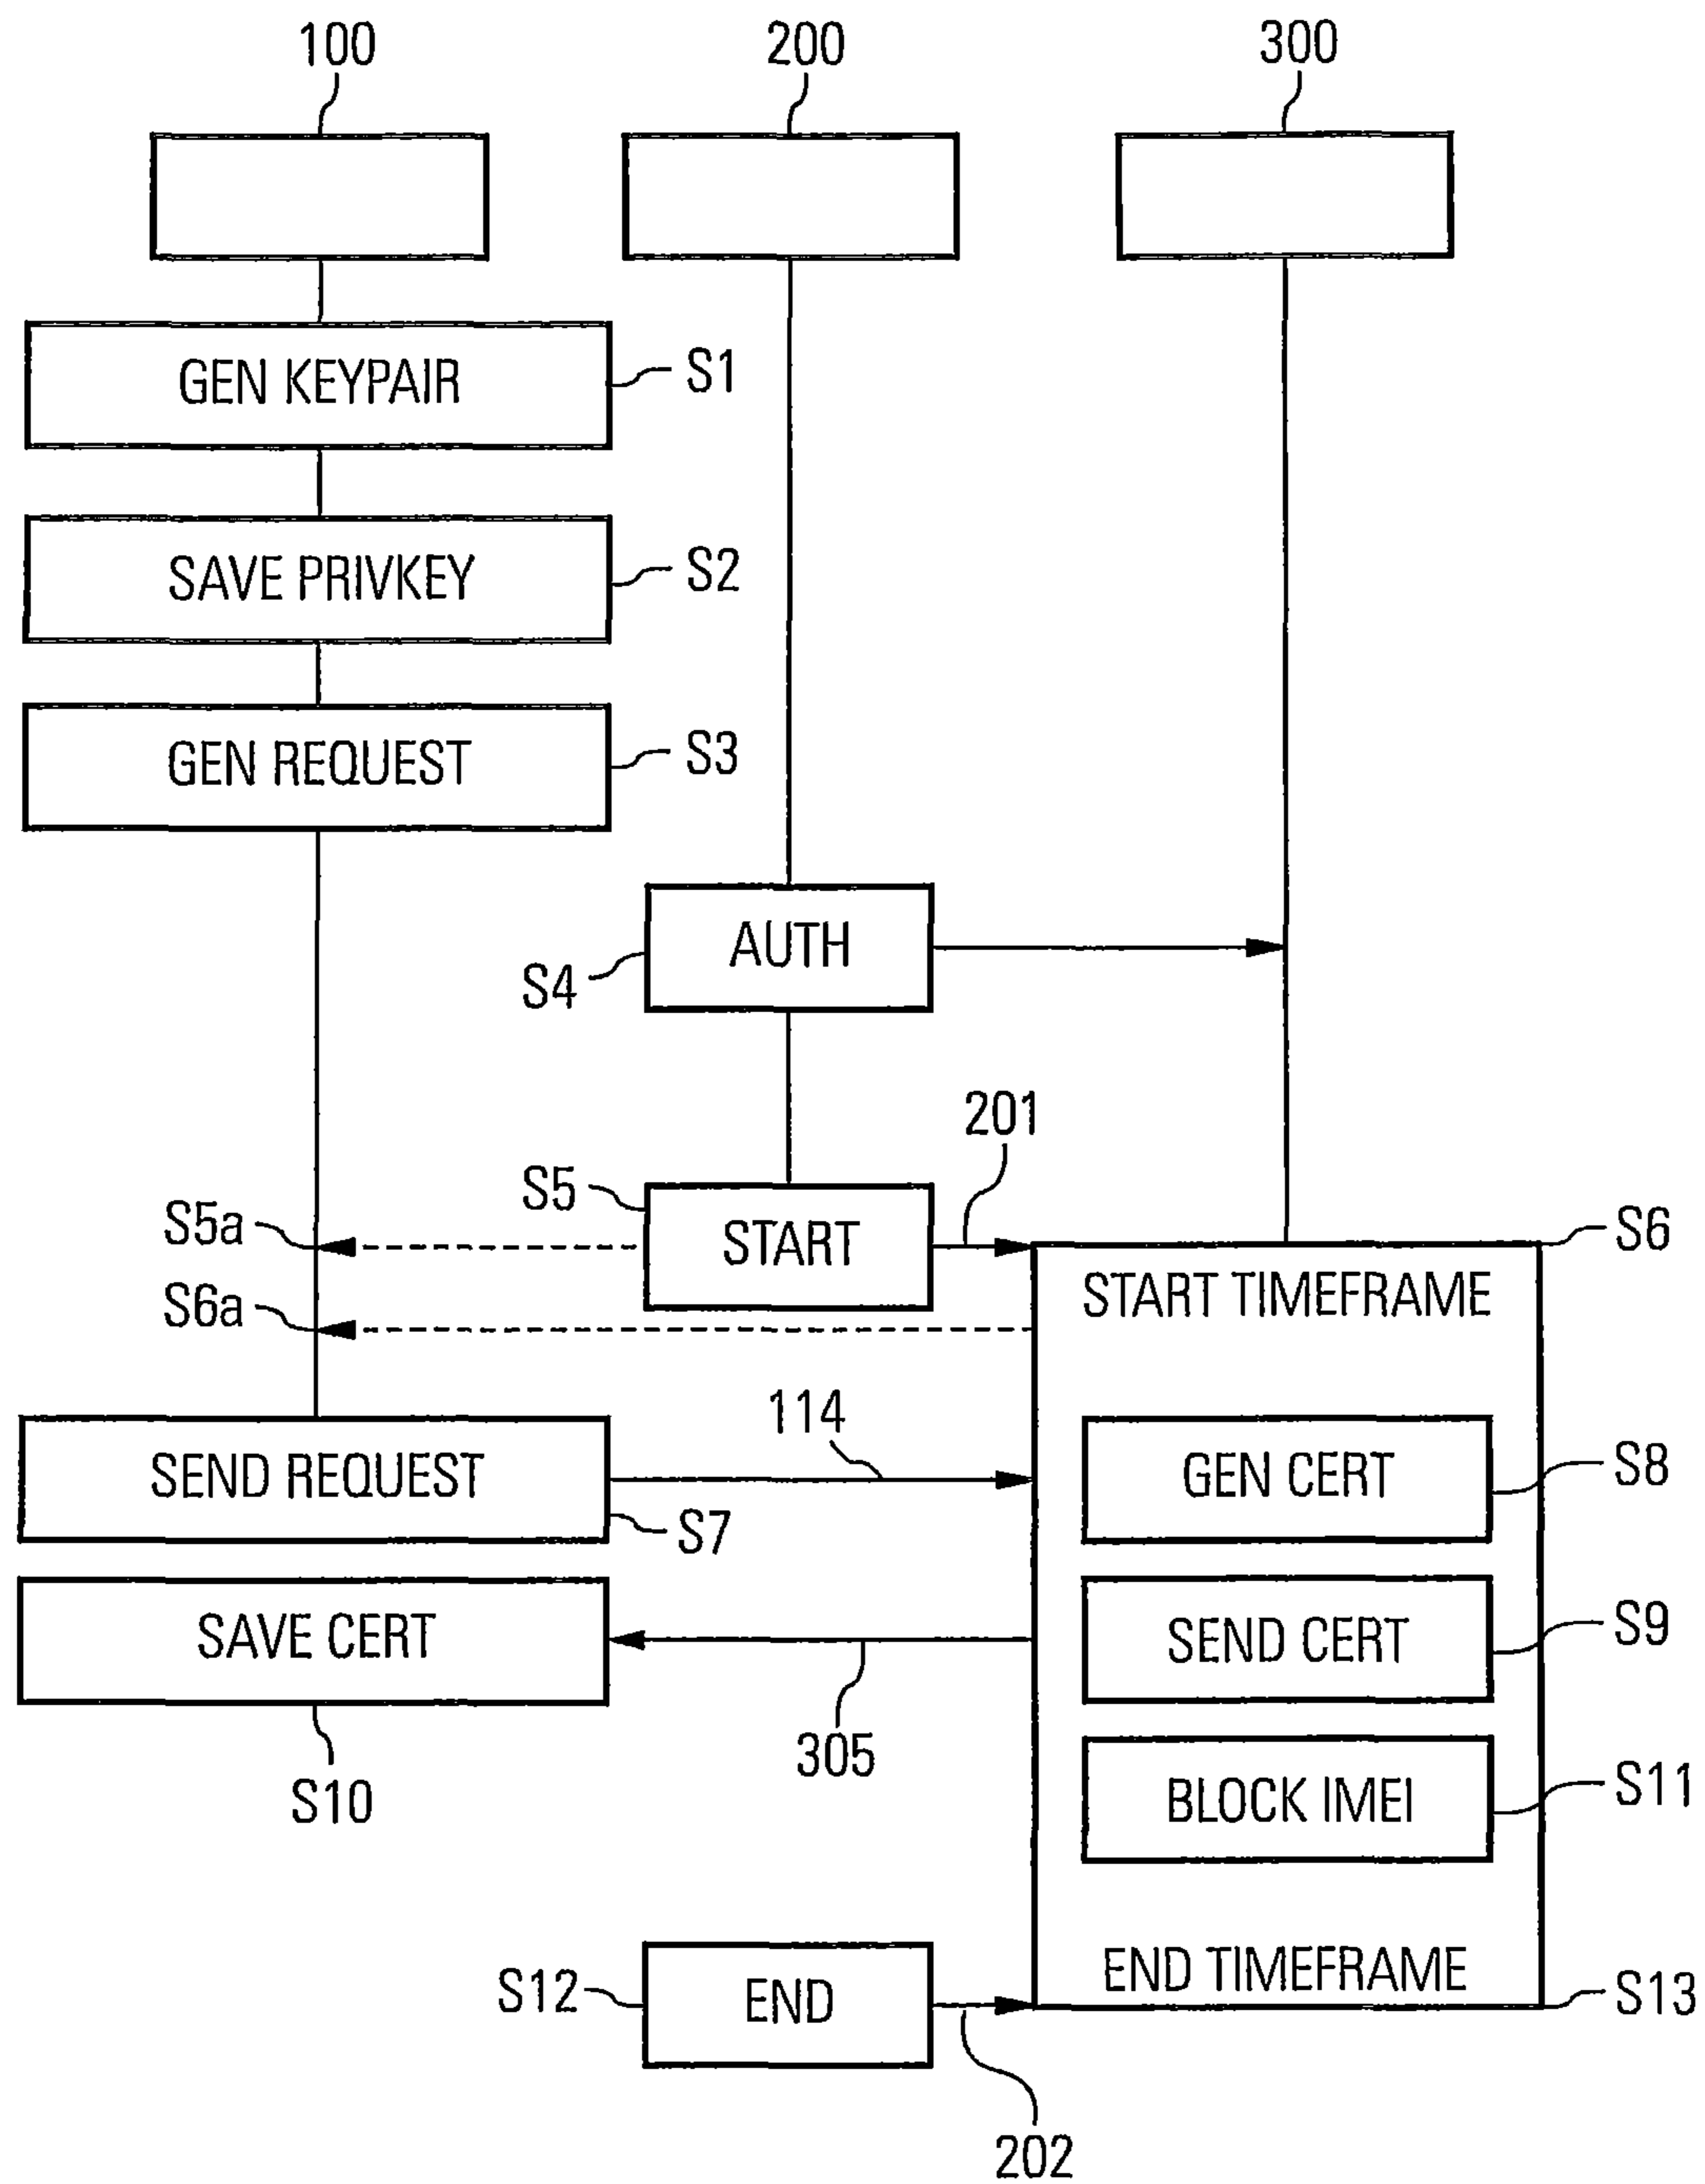 100
200
300
GEN KEYPAIR
S1
SAVE PRIVKEY
S2
GEN REQUEST
S3
AUTH
S4
201
S5
START
S5a
S6
START TIMEFRAME
S6a
114
SEND REQUEST
S7
GEN CERT
S8
SAVE CERT
SEND CERT
S9
305
S10
BLOCK IMEI
S11
END TIMEFRAME
S12
END
S13
202